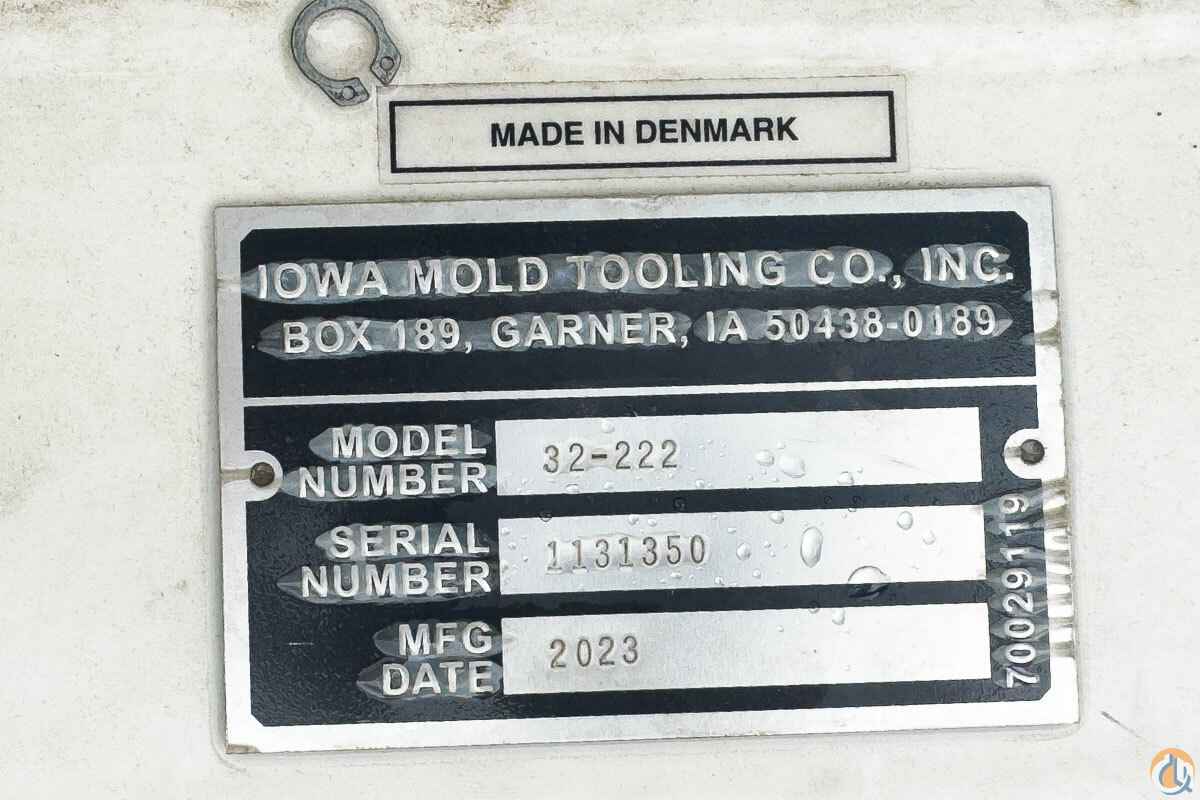 MADE IN DENMARK
IOWA MOLD TOOLING CO., INC.
BOX 189, GARNER, IA 50438-0189
MODEL
NUMBER
32-222
SERIAL
NUMBER
1131350
MFG
DATE
2023
70029119